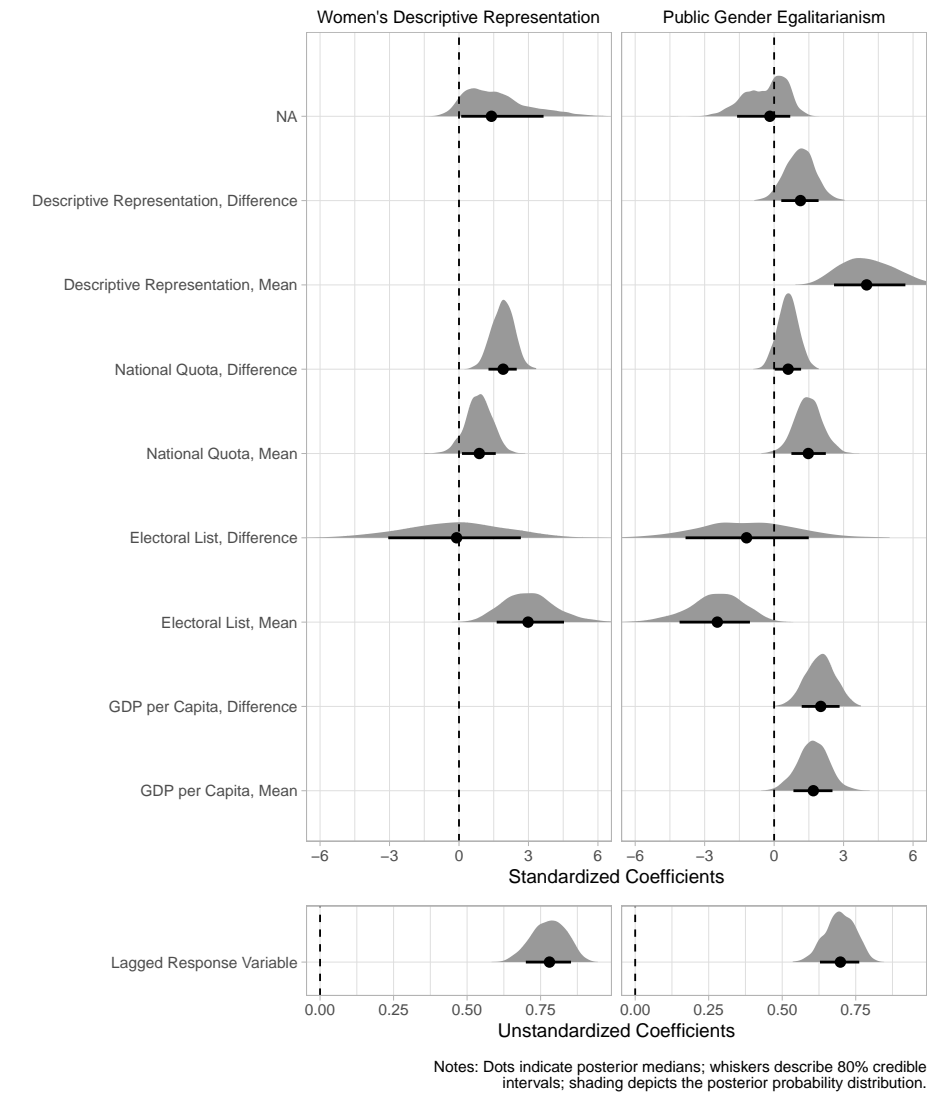 Women's Descriptive Representation
Public Gender Egalitarianism
NA
Descriptive Representation, Difference
Descriptive Representation, Mean
National Quota, Difference
National Quota, Mean
Electoral List, Difference
Electoral List, Mean
GDP per Capita, Difference
GDP per Capita, Mean
−6 −3 0 3 6 −6 −3 0 3 6
Standardized Coefficients
Lagged Response Variable
0.00 0.25 0.50 0.75 0.00 0.25 0.50 0.75
Unstandardized Coefficients
Notes: Dots indicate posterior medians; whiskers describe 80% credible
intervals; shading depicts the posterior probability distribution.